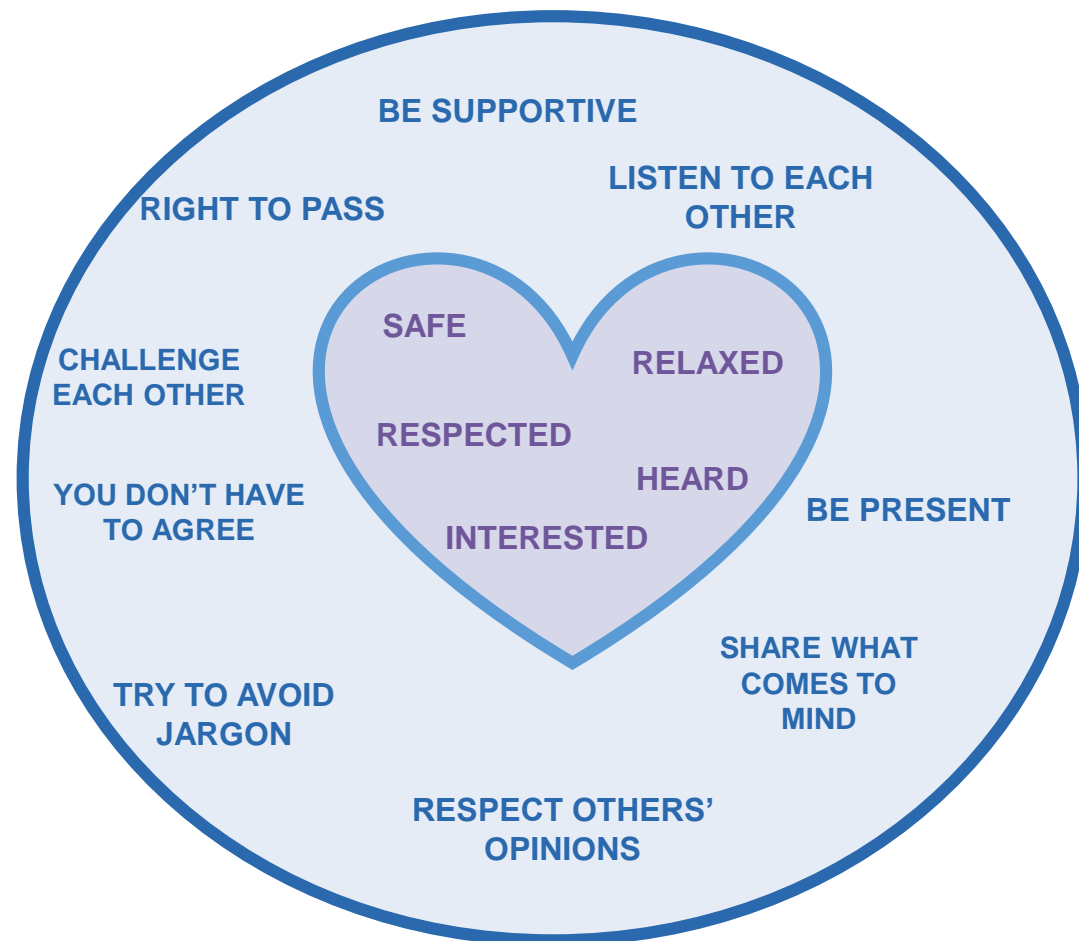 BE SUPPORTIVE
LISTEN TO EACH
OTHER
RIGHT TO PASS
SAFE
RELAXED
CHALLENGE
EACH OTHER
RESPECTED
HEARD
YOU DON’T HAVE
TO AGREE
BE PRESENT
INTERESTED
SHARE WHAT
COMES TO
MIND
TRY TO AVOID
JARGON
RESPECT OTHERS’
OPINIONS